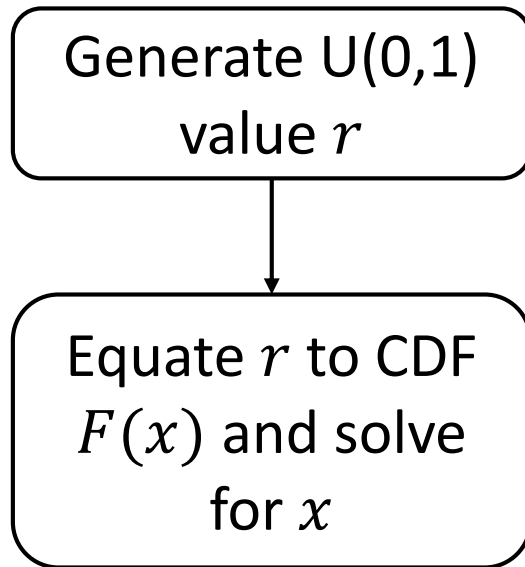 Generate U(0,1)
value r
Equate r to CDF
F(x) and solve
for x